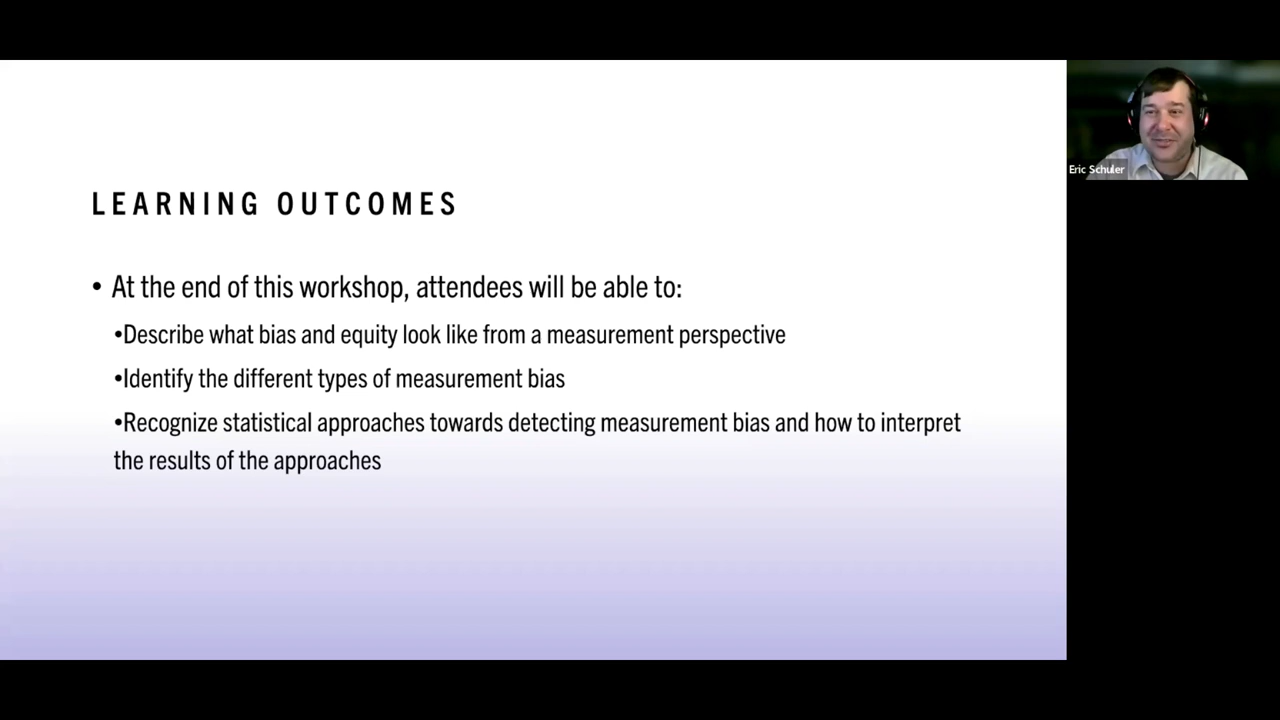 LEARNING OUTCOMES
• At the end of this workshop, attendees will be able to:
•Describe what bias and equity look like from a measurement perspective
•Identify the different types of measurement bias
•Recognize statistical approaches towards detecting measurement bias and how to interpret
the results of the approaches
Eric Schuler